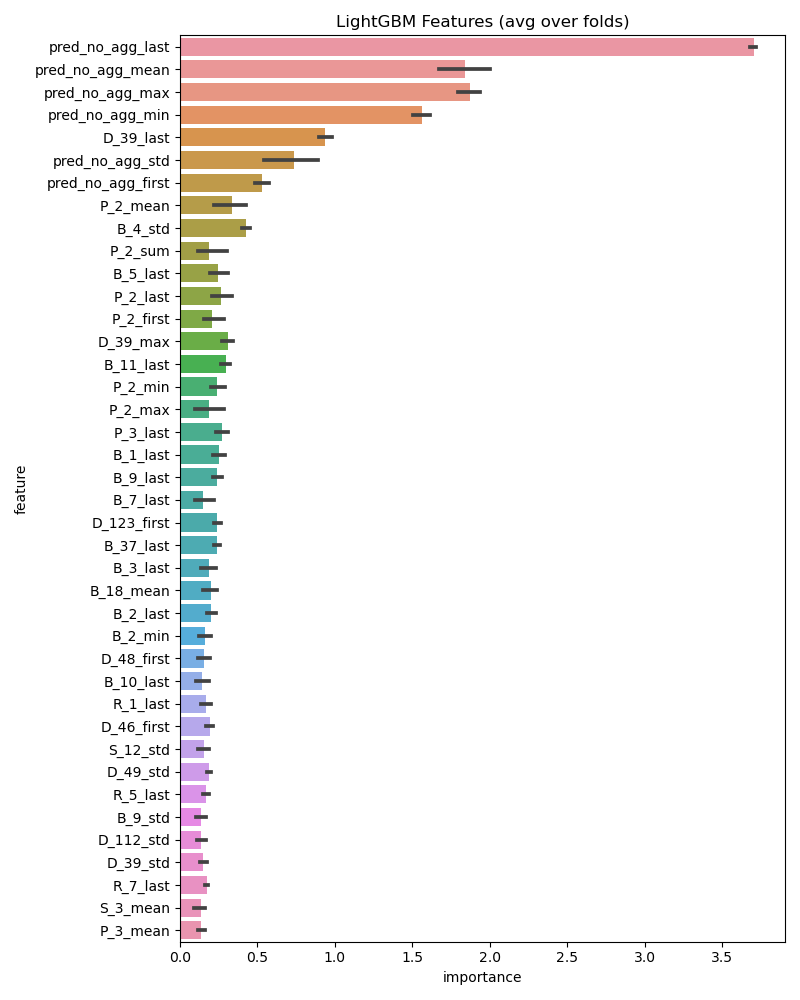 LightGBM Features (avg over folds)
pred_no_agg_last
pred_no_agg_mean
pred_no_agg_max
pred_no_agg_min
D_39_last
pred_no_agg_std
pred_no_agg_first
P_2_mean
B_4_std
P_2_sum
B_5_last
P_2_last
P_2_first
D_39_max
B_11_last
P_2_min
P_2_max
P_3_last
B_1_last
B_9_last
B_7_last
D_123_first
B_37_last
B_3_last
B_18_mean
B_2_last
B_2_min
D_48_first
B_10_last
R_1_last
D_46_first
S_12_std
D_49_std
R_5_last
B_9_std
D_112_std
D_39_std
R_7_last
S_3_mean
P_3_mean
feature
0.0 0.5 1.0 1.5 2.0 2.5 3.0 3.5
importance